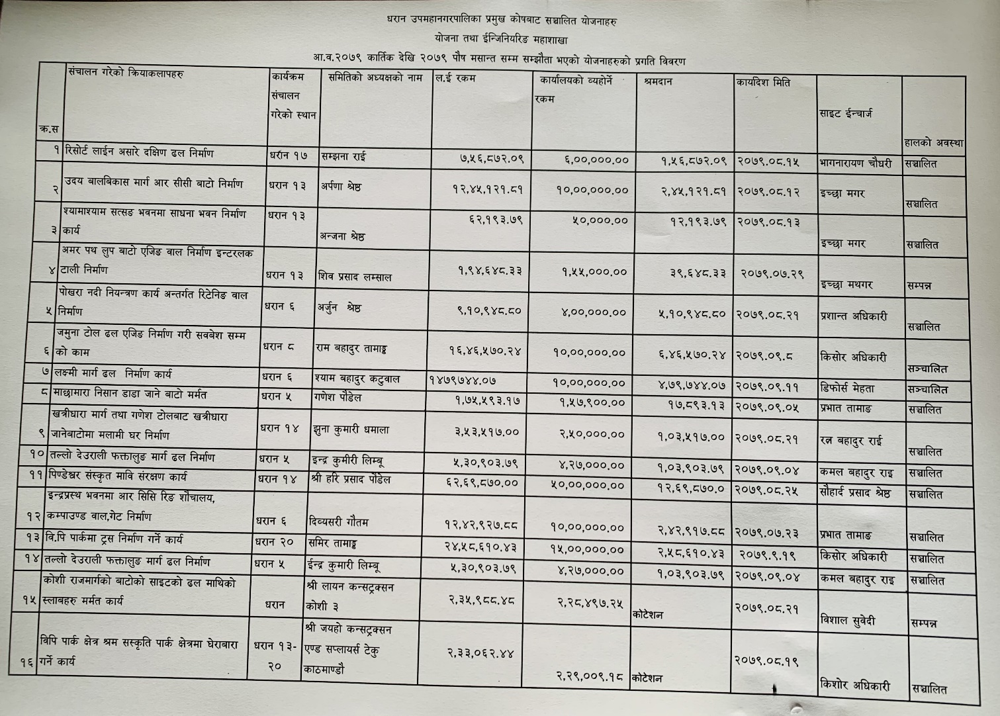 धरान उपमहानगरपालिका प्रमुख कोषबाट सञ्चालित योजनाहरु
योजना तथा ईन्जिनियरिङ महाशाखा
आ.व.२०७९ कार्तिक देखि २०७९ पौष मसान्त सम्म सम्झौता भएको योजनाहरुको प्रगति विवरण
क्र.स संचालन गरेको क्रियाकलापहरु कार्यक्रम संचालन गरेको स्थान समितिको अध्यक्षको नाम ल.ई रकम कार्यालयको व्यहोर्ने रकम श्रमदान कार्यादेश मिति साइट ईन्चार्ज हालको अवस्था
१ रिसोर्ट लाईन असारे दक्षिण ढल निर्माण धरान १७ सम्झना राई ७,५६,८७२.०९ ६,००,०००.०० १,५६,८७२.०९ २०७९.०८.१५ भागनारायण चौधरी सञ्चालित
२ उदय बालबिकास मार्ग आर सीसी बाटो निर्माण धरान १३ अर्पणा श्रेष्ठ १२,४५,१२१.८१ १०,००,०००.०० २,४५,१२१.८१ २०७९.०८.१२ इच्छा मगर सञ्चालित
३ श्यामाश्याम सत्सङ भवनमा साधना भवन निर्माण कार्य धरान १३ अन्जना श्रेष्ठ ६२,१९३.७९ ५०,०००.०० १२,१९३.७९ २०७९.०८.१३ इच्छा मगर सञ्चालित
४ अमर पथ लुप बाटो एजिङ वाल निर्माण इन्टरलक टाली निर्माण धरान १३ शिव प्रसाद लम्साल १,९४,६४८.३३ १,५५,०००.०० ३९,६४८.३३ २०७९.०७.२९ इच्छा मथगर सम्पन्न
५ पोखरा नदी नियन्त्रण कार्य अन्तर्गत रिटेनिङ वाल निर्माण धरान ६ अर्जुन श्रेष्ठ ९,१०,९४८.८० ४,००,०००.०० ५,१०,९४८.८० २०७९.०८.२१ प्रशान्त अधिकारी सञ्चालित
६ जमुना टोल ढल एजिङ निर्माण गरी सवबेश सम्म को काम धरान ८ राम बहादुर तामाङ्ग १६,४६,५७०.२४ १०,००,०००.०० ६,४६,५७०.२४ २०७९.०९.८ किसोर अधिकारी सञ्चालित
७ लक्ष्मी मार्ग ढल निर्माण कार्य धरान ६ श्याम बहादुर कटुवाल १४७९७४४.०७ १०,००,०००.०० ४,७९,७४४.०७ २०७९.०९.११ डिफोर्स मेहता सञ्चालित
८ माछामारा निसान डाडा जाने बाटो मर्मत धरान ५ गणेश पौडेल १,७५,५९३.१७ १,५७,९००.०० १७,८९३.१३ २०७९.०९.०५ प्रभात तामाङ सञ्चालित
९ खत्रीधारा मार्ग तथा गणेश टोलबाट खत्रीधारा जानेबाटोमा मलामी घर निर्माण धरान १४ झुना कुमारी धमाला ३,५३,५१७.०० २,५०,०००.०० १,०३,५१७.०० २०७९.०८.२१ रत्न बहादुर राई सञ्चालित
१० तल्लो देउराली फक्तालुङ मार्ग ढल निर्माण धरान ५ इन्द्र कुमीरी लिम्बू ५,३०,९०३.७९ ४,२७,०००.०० १,०३,९०३.७९ २०७९.०९.०४ कमल बहादुर राइ सञ्चालित
११ पिण्डेश्वर संस्कृत मावि संरक्षण कार्य धरान १४ श्री हरि प्रसाद पौडेल ६२,६९,८७०.०० ५०,००,०००.०० १२,६९,८७०.० २०७९.०८.२५ सौहार्द प्रसाद श्रेष्ठ सञ्चालित
१२ इन्द्रप्रस्थ भवनमा आर सिसि रिङ शौचालय, कम्पाउण्ड वाल,गेट निर्माण धरान ६ दिव्यसरी गौतम १२,४२,९२७.८८ १०,००,०००.०० २,४२,९१७.८८ २०७९.०७.२३ प्रभात तामाङ सञ्चालित
१३ वि.पि पार्कमा ट्रस निर्माण गर्ने कार्य धरान २० समिर तामाङ्ग २४,५८,६१०.४३ १५,००,०००.०० २,५८,६१०.४३ २०७९.९.१९ किसोर अधिकारी सञ्चालित
१४ तल्लो देउराली फक्तालुङ मार्ग ढल निर्माण धरान ५ ईन्द्र कुमारी लिम्बू ५,३०,९०३.७९ ४,२७,०००.०० १,०३,९०३.७९ २०७९.०९.०४ कमल बहादुर राइ सञ्चालित
१५ कोशी राजमार्गको बाटोको साइटको ढल माथिको स्लाबहरु मर्मत कार्य धरान श्री लायन कन्सट्रक्सन कोशी ३ २,३५,९८८.४८ २,२८,४९७.२५ कोटेशन २०७९.०८.२१ विशाल सुवेदी सम्पन्न
१६ विपि पार्क क्षेत्र श्रम सस्कृति पार्क क्षेत्रमा घेराबारा गर्ने कार्य धरान १३-२० श्री जयहो कन्सट्रक्सन एण्ड सप्लायर्स टेकु काठमाण्डौ २,३३,०६२.४४ २,२९,००९.१८ कोटेशन २०७९.०८.१९ किशोर अधिकारी सञ्चालित